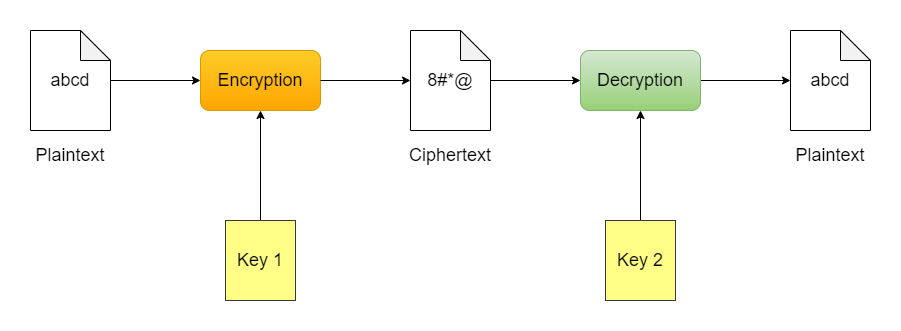 abcd
Encryption
8#*@
Decryption
abcd
Plaintext
Ciphertext
Plaintext
Key 1
Key 2